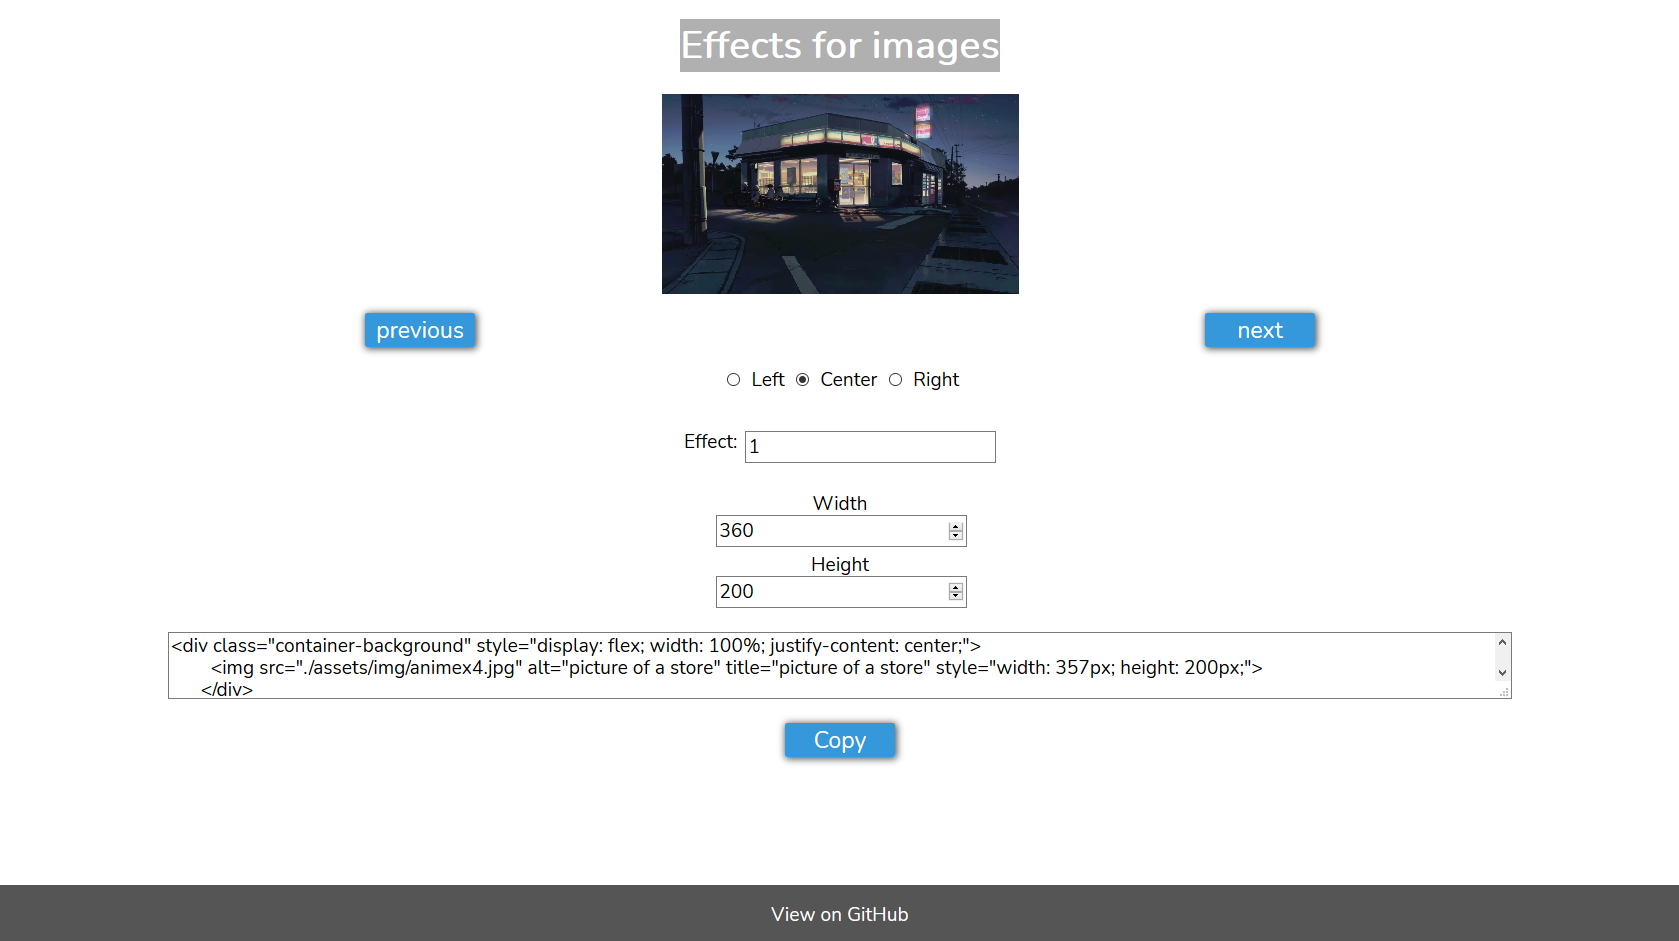 Effects for images
previous
next
Left Center Right
Effect: 1
Width
360
Height
200
<div class="container-background" style="display: flex; width: 100%; justify-content: center;">
<img src="./assets/img/animex4.jpg" alt="picture of a store" title="picture of a store" style="width: 357px; height: 200px;">
</div>
Copy
View on GitHub